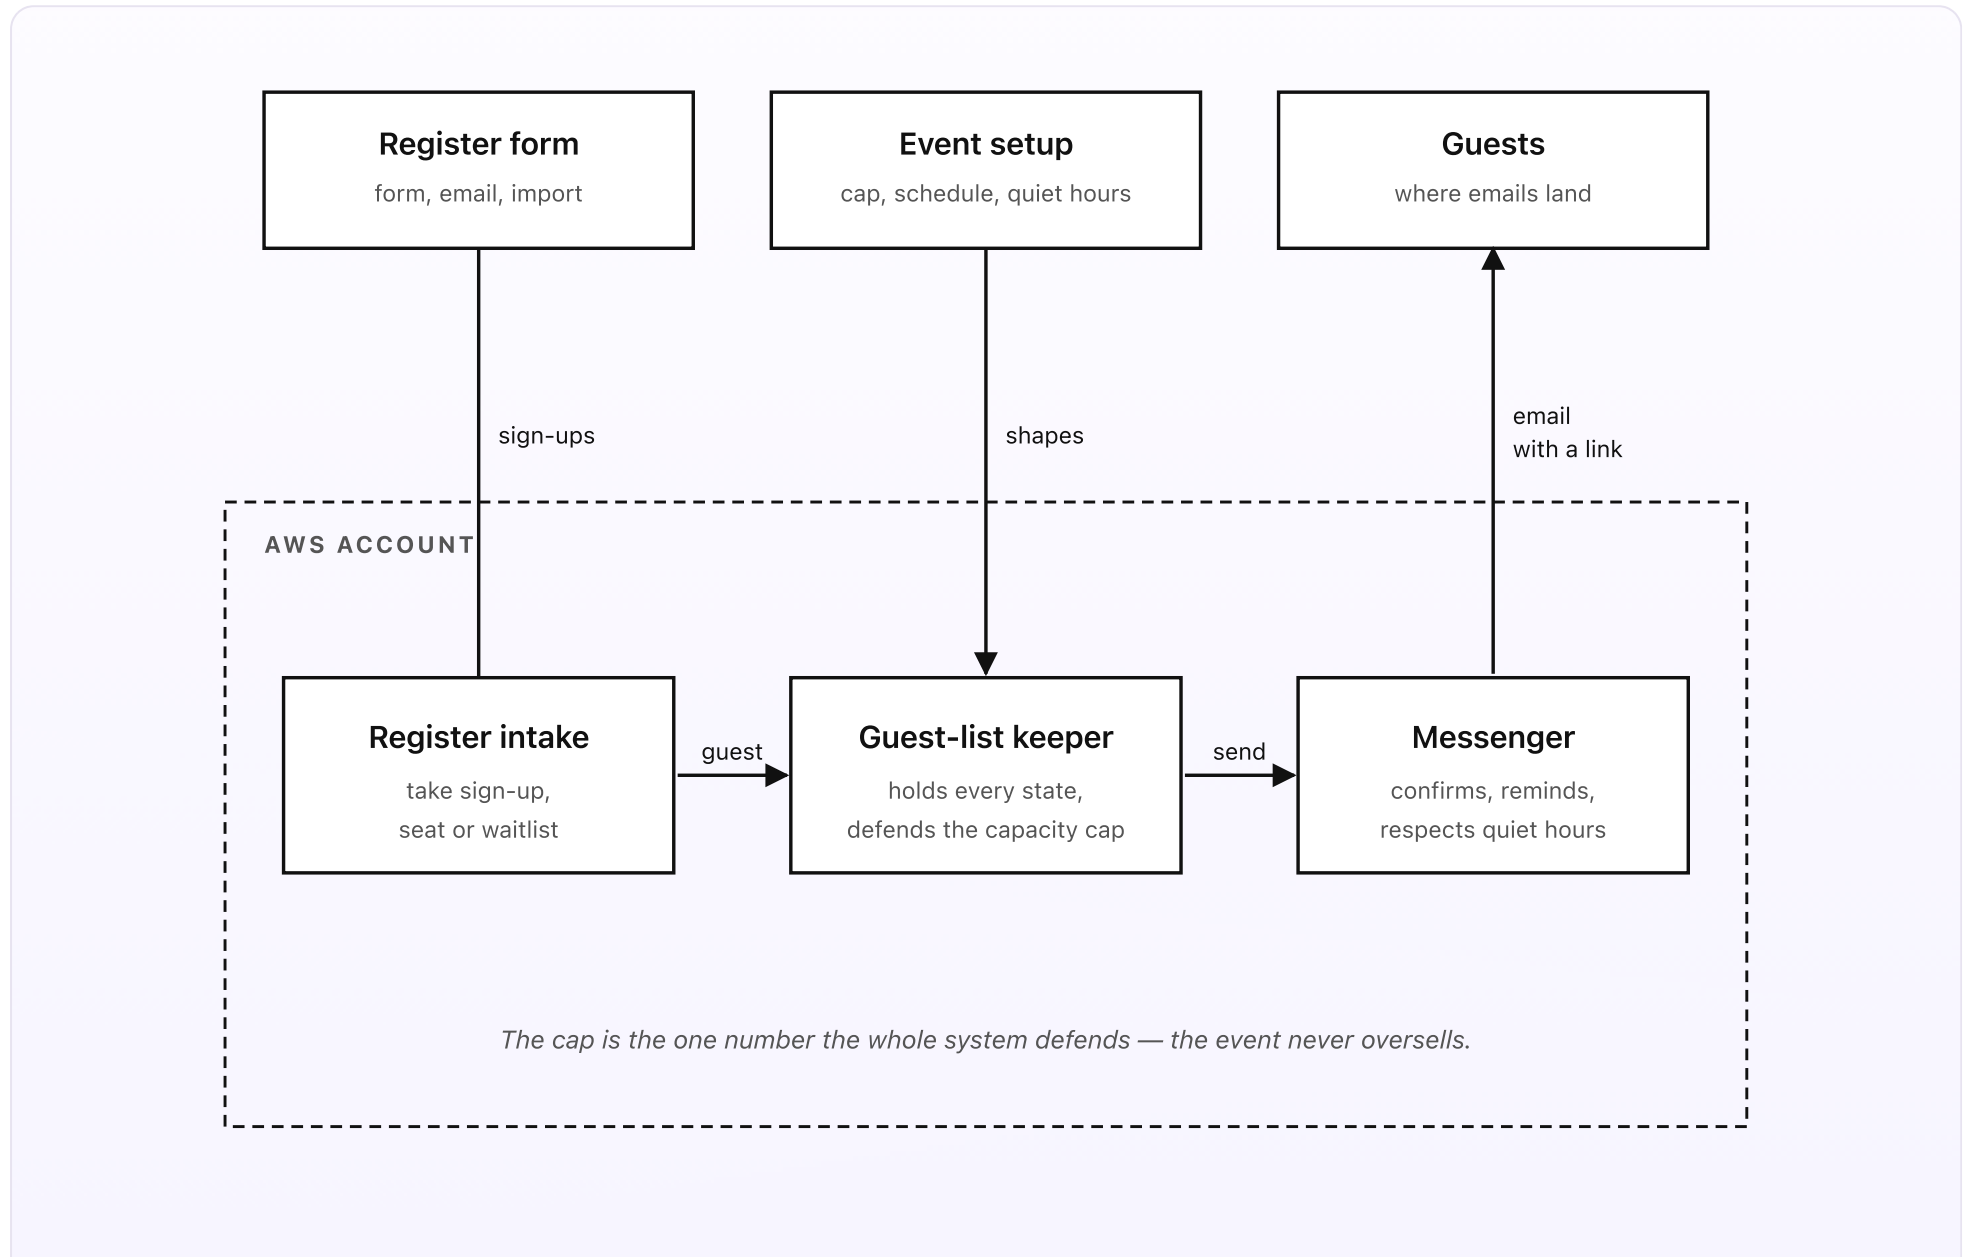 Register form
form, email, import
Event setup
cap, schedule, quiet hours
Guests
where emails land
sign-ups
shapes
email
with a link
AWS ACCOUNT
Register intake
take sign-up,
seat or waitlist
guest
Guest-list keeper
holds every state,
defends the capacity cap
send
Messenger
confirms, reminds,
respects quiet hours
The cap is the one number the whole system defends — the event never oversells.